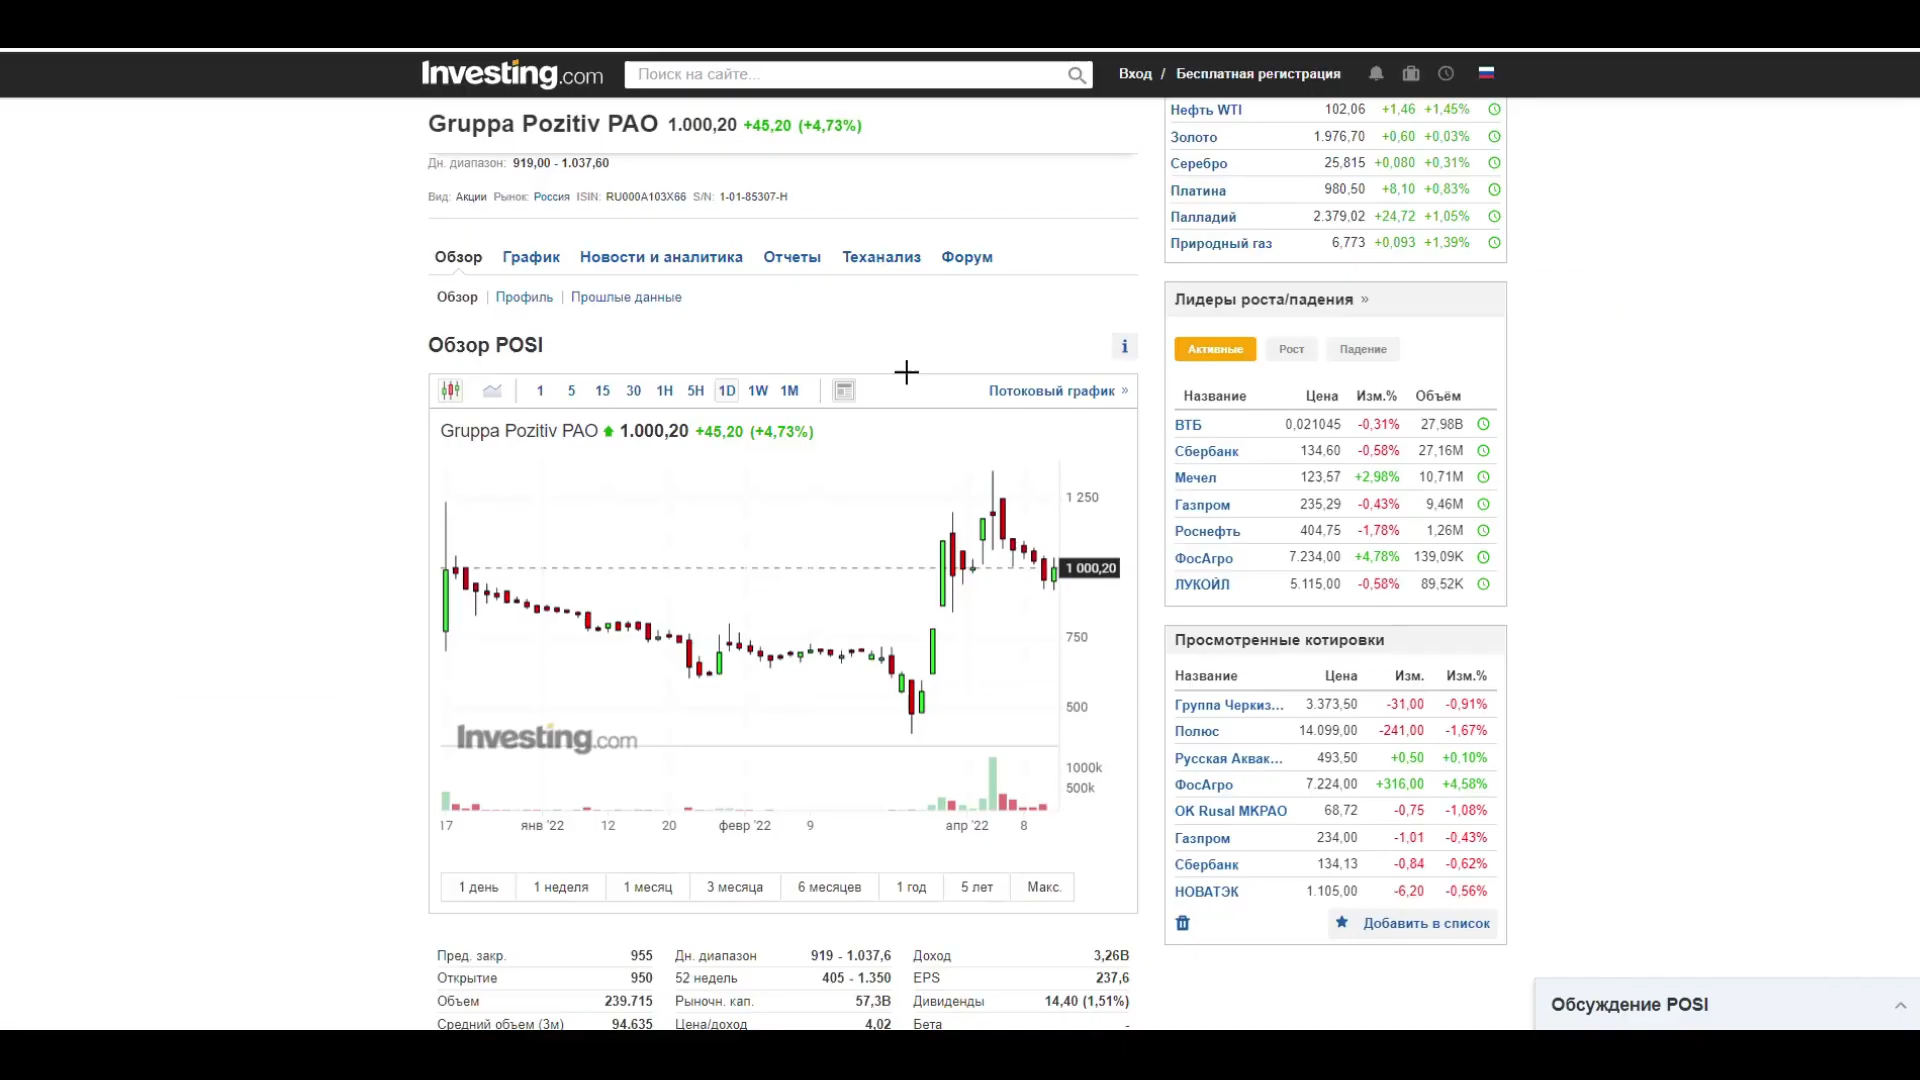 Investing.com
Поиск на сайте...
Вход / Бесплатная регистрация
Gruppa Pozitiv PAO 1.000,20 +45,20 (+4,73%)
Дн. диапазон: 919,00 - 1.037,60
Вид: Акции Рынок: Россия ISIN: RU000A103X66 S/N: 1-01-85307-H
Обзор График Новости и аналитика Отчеты Теханализ Форум
Обзор | Профиль | Прошлые данные
Обзор POSI
1 5 15 30 1H 5H 1D 1W 1M
Потоковый график »
Gruppa Pozitiv PAO 1.000,20 +45,20 (+4,73%)
1 250
1 000,20
750
500
Investing.com
1000k
500k
17 янв '22 12 20 февр '22 9 апр '22 8
1 день 1 неделя 1 месяц 3 месяца 6 месяцев 1 год 5 лет Макс.
Пред. закр. 955 Дн. диапазон 919 - 1.037,6 Доход 3,26B
Открытие 950 52 недель 405 - 1.350 EPS 237,6
Объем 239.715 Рыночн. кап. 57,3B Дивиденды 14,40 (1,51%)
Средний объем (3м) 94.635 Цена/доход 4,02 Бета -
Нефть WTI 102,06 +1,46 +1,45%
Золото 1.976,70 +0,60 +0,03%
Серебро 25,815 +0,080 +0,31%
Платина 980,50 +8,10 +0,83%
Палладий 2.379,02 +24,72 +1,05%
Природный газ 6,773 +0,093 +1,39%
Лидеры роста/падения »
Активные Рост Падение
Название Цена Изм.% Объём
ВТБ 0,021045 -0,31% 27,98B
Сбербанк 134,60 -0,58% 27,16M
Мечел 123,57 +2,98% 10,71M
Газпром 235,29 -0,43% 9,46M
Роснефть 404,75 -1,78% 1,26M
ФосАгро 7.234,00 +4,78% 139,09K
ЛУКОЙЛ 5.115,00 -0,58% 89,52K
Просмотренные котировки
Название Цена Изм. Изм.%
Группа Черкиз... 3.373,50 -31,00 -0,91%
Полюс 14.099,00 -241,00 -1,67%
Русская Аквак... 493,50 +0,50 +0,10%
ФосАгро 7.224,00 +316,00 +4,58%
OK Rusal MKPAO 68,72 -0,75 -1,08%
Газпром 234,00 -1,01 -0,43%
Сбербанк 134,13 -0,84 -0,62%
НОВАТЭК 1.105,00 -6,20 -0,56%
Добавить в список
Обсуждение POSI